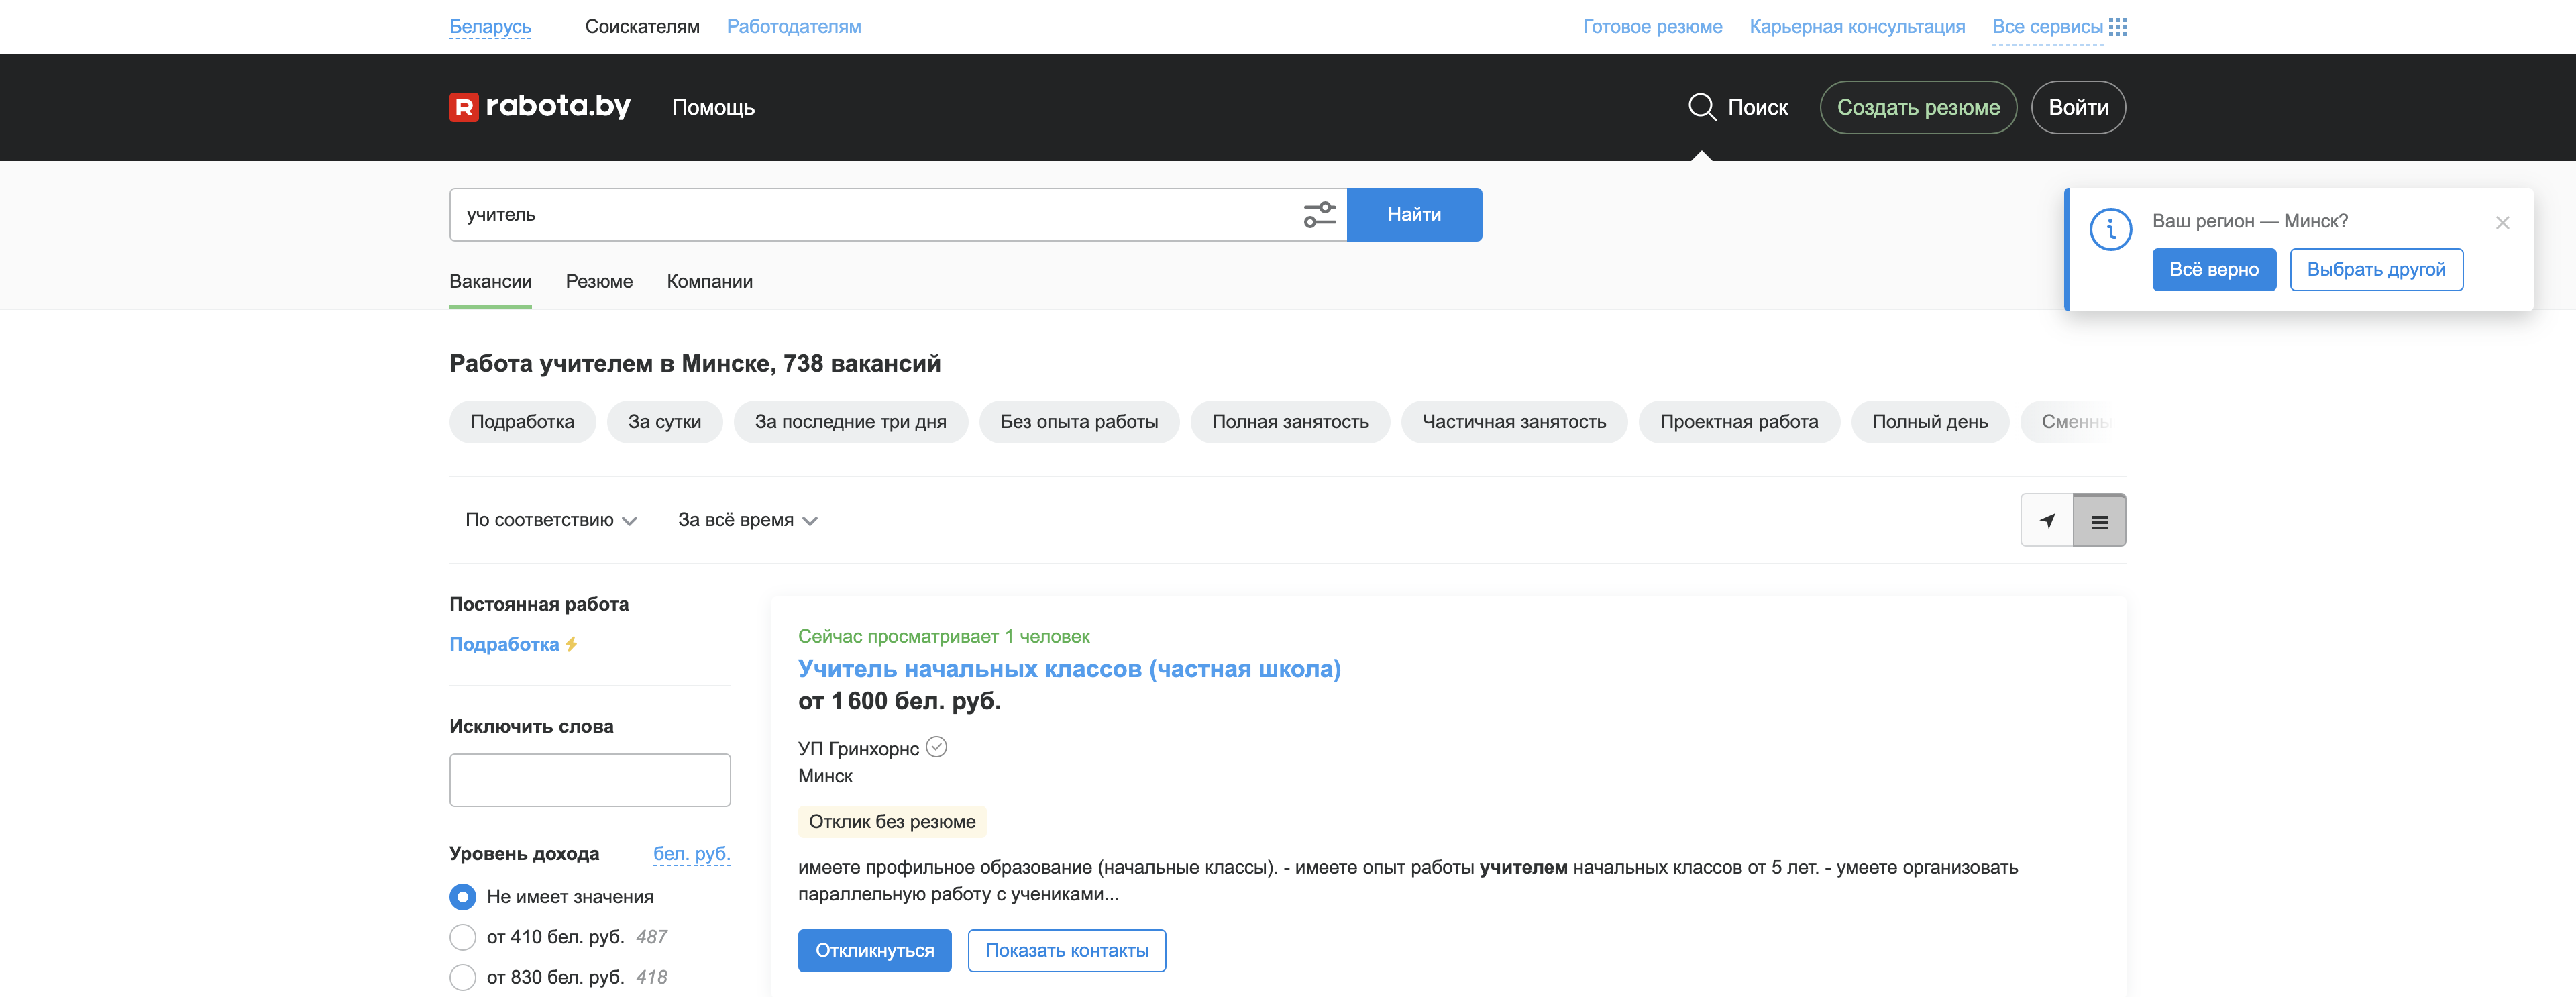 Беларусь Соискателям Работодателям Готовое резюме Карьерная консультация Все сервисы
R rabota.by Помощь Поиск Создать резюме Войти
учитель Найти
Ваш регион — Минск?
Всё верно Выбрать другой
Вакансии Резюме Компании
Работа учителем в Минске, 738 вакансий
Подработка За сутки За последние три дня Без опыта работы Полная занятость Частичная занятость Проектная работа Полный день Сменны
По соответствию За всё время
Постоянная работа
Подработка
Исключить слова
Уровень дохода бел. руб.
Не имеет значения
от 410 бел. руб. 487
от 830 бел. руб. 418
Сейчас просматривает 1 человек
Учитель начальных классов (частная школа)
от 1 600 бел. руб.
УП Гринхорнс
Минск
Отклик без резюме
имеете профильное образование (начальные классы). - имеете опыт работы учителем начальных классов от 5 лет. - умеете организовать
параллельную работу с учениками...
Откликнуться Показать контакты